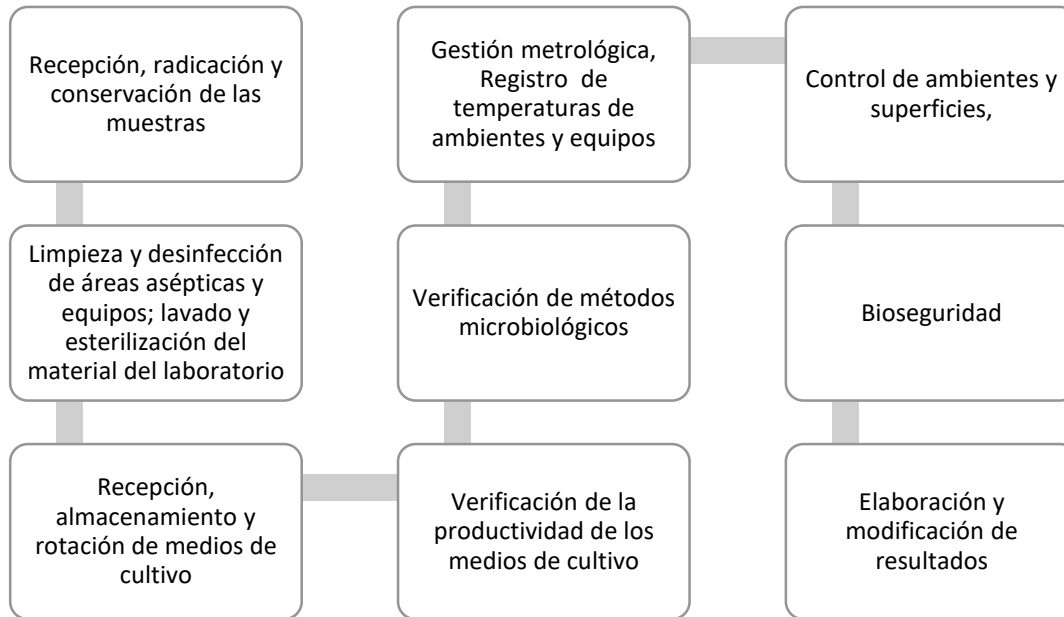 Recepción, radicación y
conservación de las
muestras
Limpieza y desinfección
de áreas asépticas y
equipos; lavado y
esterilización del
material del laboratorio
Recepción,
almacenamiento y
rotación de medios de
cultivo
Verificación de la
productividad de los
medios de cultivo
Verificación de métodos
microbiológicos
Gestión metrológica,
Registro de
temperaturas de
ambientes y equipos
Control de ambientes y
superficies,
Bioseguridad
Elaboración y
modificación de
resultados